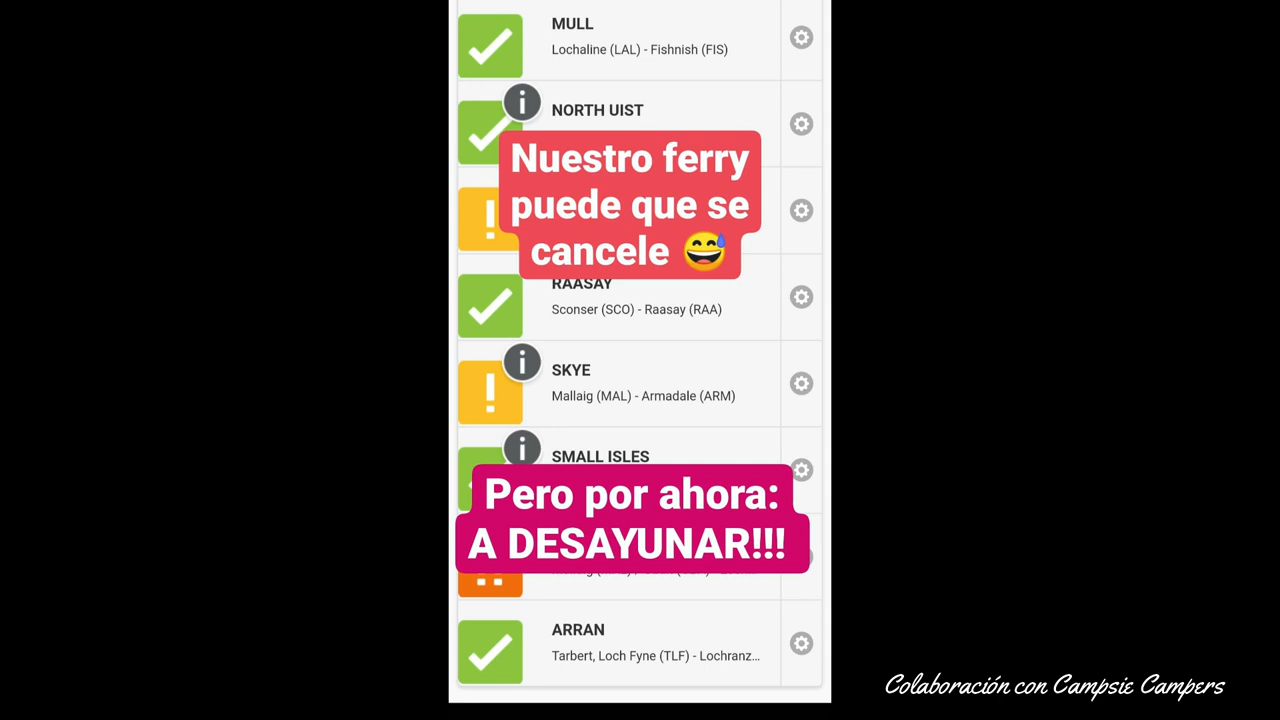 MULL
Lochaline (LAL) - Fishnish (FIS)
i
NORTH UIST
Nuestro ferry
puede que se
cancele 😅
!
RAASAY
Sconser (SCO) - Raasay (RAA)
i
SKYE
!
Mallaig (MAL) - Armadale (ARM)
i
SMALL ISLES
Pero por ahora:
A DESAYUNAR!!!
ARRAN
Tarbert, Loch Fyne (TLF) - Lochranz...
Colaboración con Campsie Campers